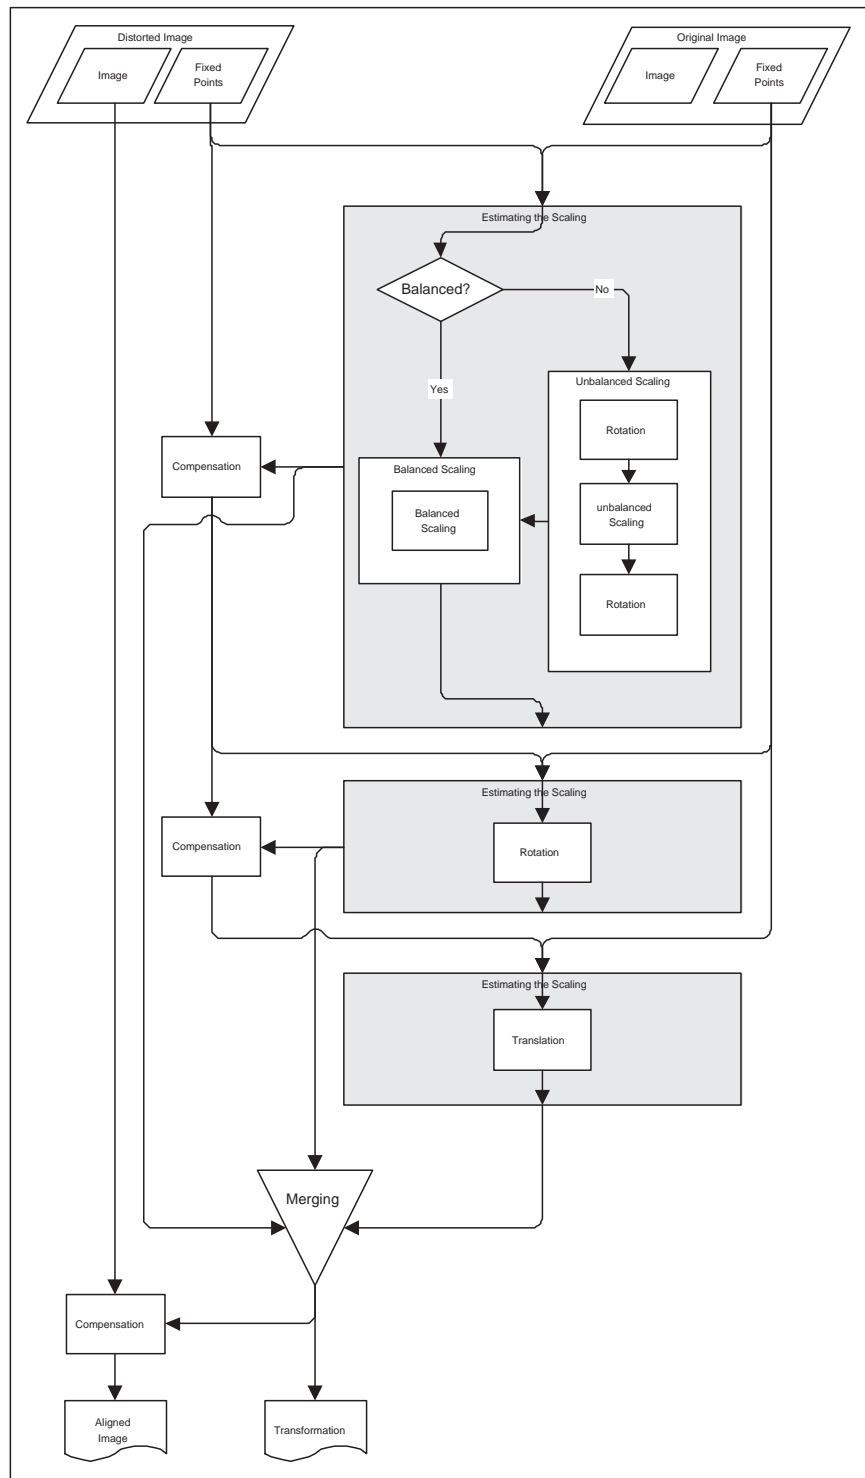 Distorted Image
Image
Fixed
Points
Original Image
Image
Fixed
Points
Estimating the Scaling
Balanced?
No
Yes
Unbalanced Scaling
Rotation
unbalanced
Scaling
Rotation
Balanced Scaling
Balanced
Scaling
Compensation
Estimating the Scaling
Compensation
Rotation
Estimating the Scaling
Translation
Merging
Compensation
Aligned
Image
Transformation